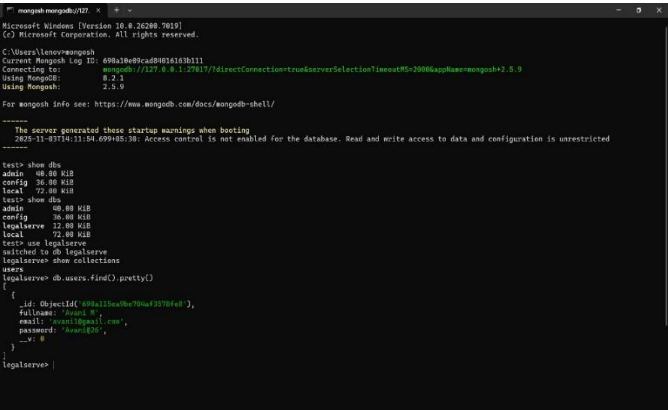 mongosh mongodb://127.
Microsoft Windows [Version 10.0.26200.7019]
(c) Microsoft Corporation. All rights reserved.
C:\Users\lenov>mongosh
Current Mongosh Log ID: 690a10e09cad84016163b111
Connecting to: mongodb://127.0.0.1:27017/?directConnection=true&serverSelectionTimeoutMS=2000&appName=mongosh+2.5.9
Using MongoDB: 8.2.1
Using Mongosh: 2.5.9
For mongosh info see: https://www.mongodb.com/docs/mongodb-shell/
------
The server generated these startup warnings when booting
2025-11-03T14:11:54.699+05:30: Access control is not enabled for the database. Read and write access to data and configuration is unrestricted
------
test> show dbs
admin 40.00 KiB
config 36.00 KiB
local 72.00 KiB
test> show dbs
admin 40.00 KiB
config 36.00 KiB
legalserve 12.00 KiB
local 72.00 KiB
test> use legalserve
switched to db legalserve
legalserve> show collections
users
legalserve> db.users.find().pretty()
[
{
_id: ObjectId('690a115ea9be704af3578fe8'),
fullname: 'Avani M',
email: 'avani1@gmail.com',
password: 'Avani@26',
__v: 0
}
]
legalserve>